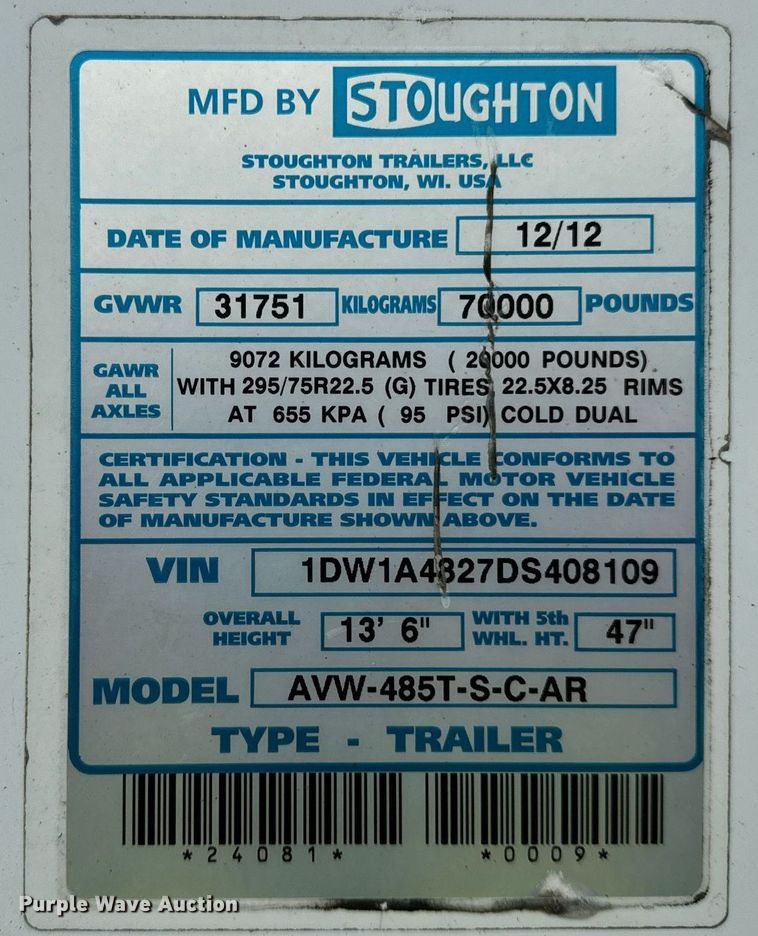 MFD BY STOUGHTON
STOUGHTON TRAILERS, LLC
STOUGHTON, WI. USA
DATE OF MANUFACTURE 12/12
GVWR 31751 KILOGRAMS 70000 POUNDS
GAWR ALL AXLES
9072 KILOGRAMS ( 20000 POUNDS)
WITH 295/75R22.5 (G) TIRES, 22.5X8.25 RIMS
AT 655 KPA ( 95 PSI) COLD DUAL
CERTIFICATION - THIS VEHICLE CONFORMS TO
ALL APPLICABLE FEDERAL MOTOR VEHICLE
SAFETY STANDARDS IN EFFECT ON THE DATE
OF MANUFACTURE SHOWN ABOVE.
VIN 1DW1A4827DS408109
OVERALL HEIGHT 13' 6" WITH 5th WHL. HT. 47"
MODEL AVW-485T-S-C-AR
TYPE - TRAILER
*24081* *0009*
Purple Wave Auction